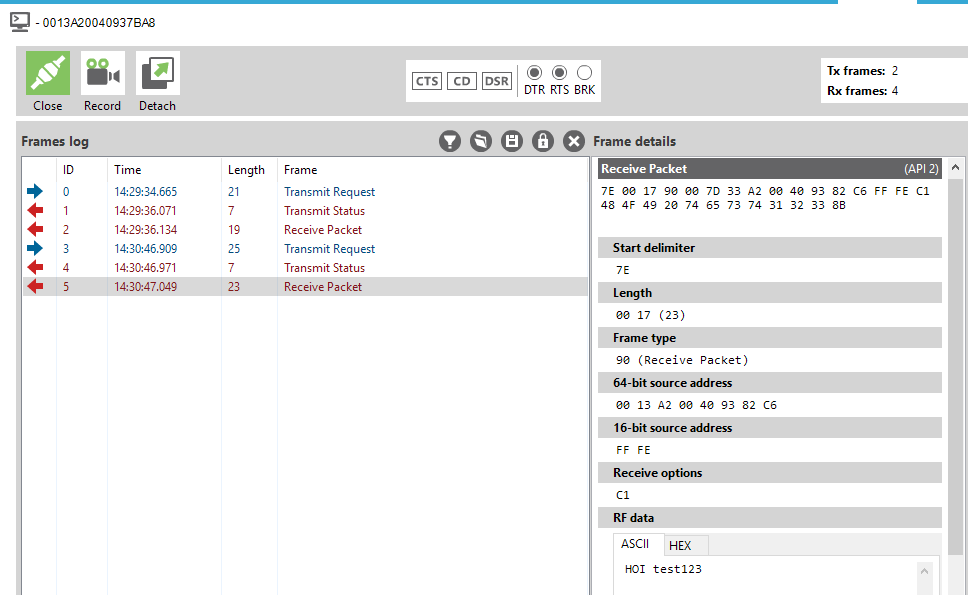 - 0013A20040937BA8
Close Record Detach
CTS CD DSR DTR RTS BRK
Tx frames: 2
Rx frames: 4
Frames log
ID Time Length Frame
0 14:29:34.665 21 Transmit Request
1 14:29:36.071 7 Transmit Status
2 14:29:36.134 19 Receive Packet
3 14:30:46.909 25 Transmit Request
4 14:30:46.971 7 Transmit Status
5 14:30:47.049 23 Receive Packet
Frame details
Receive Packet (API 2)
7E 00 17 90 00 7D 33 A2 00 40 93 82 C6 FF FE C1
48 4F 49 20 74 65 73 74 31 32 33 8B
Start delimiter
7E
Length
00 17 (23)
Frame type
90 (Receive Packet)
64-bit source address
00 13 A2 00 40 93 82 C6
16-bit source address
FF FE
Receive options
C1
RF data
ASCII HEX
HOI test123